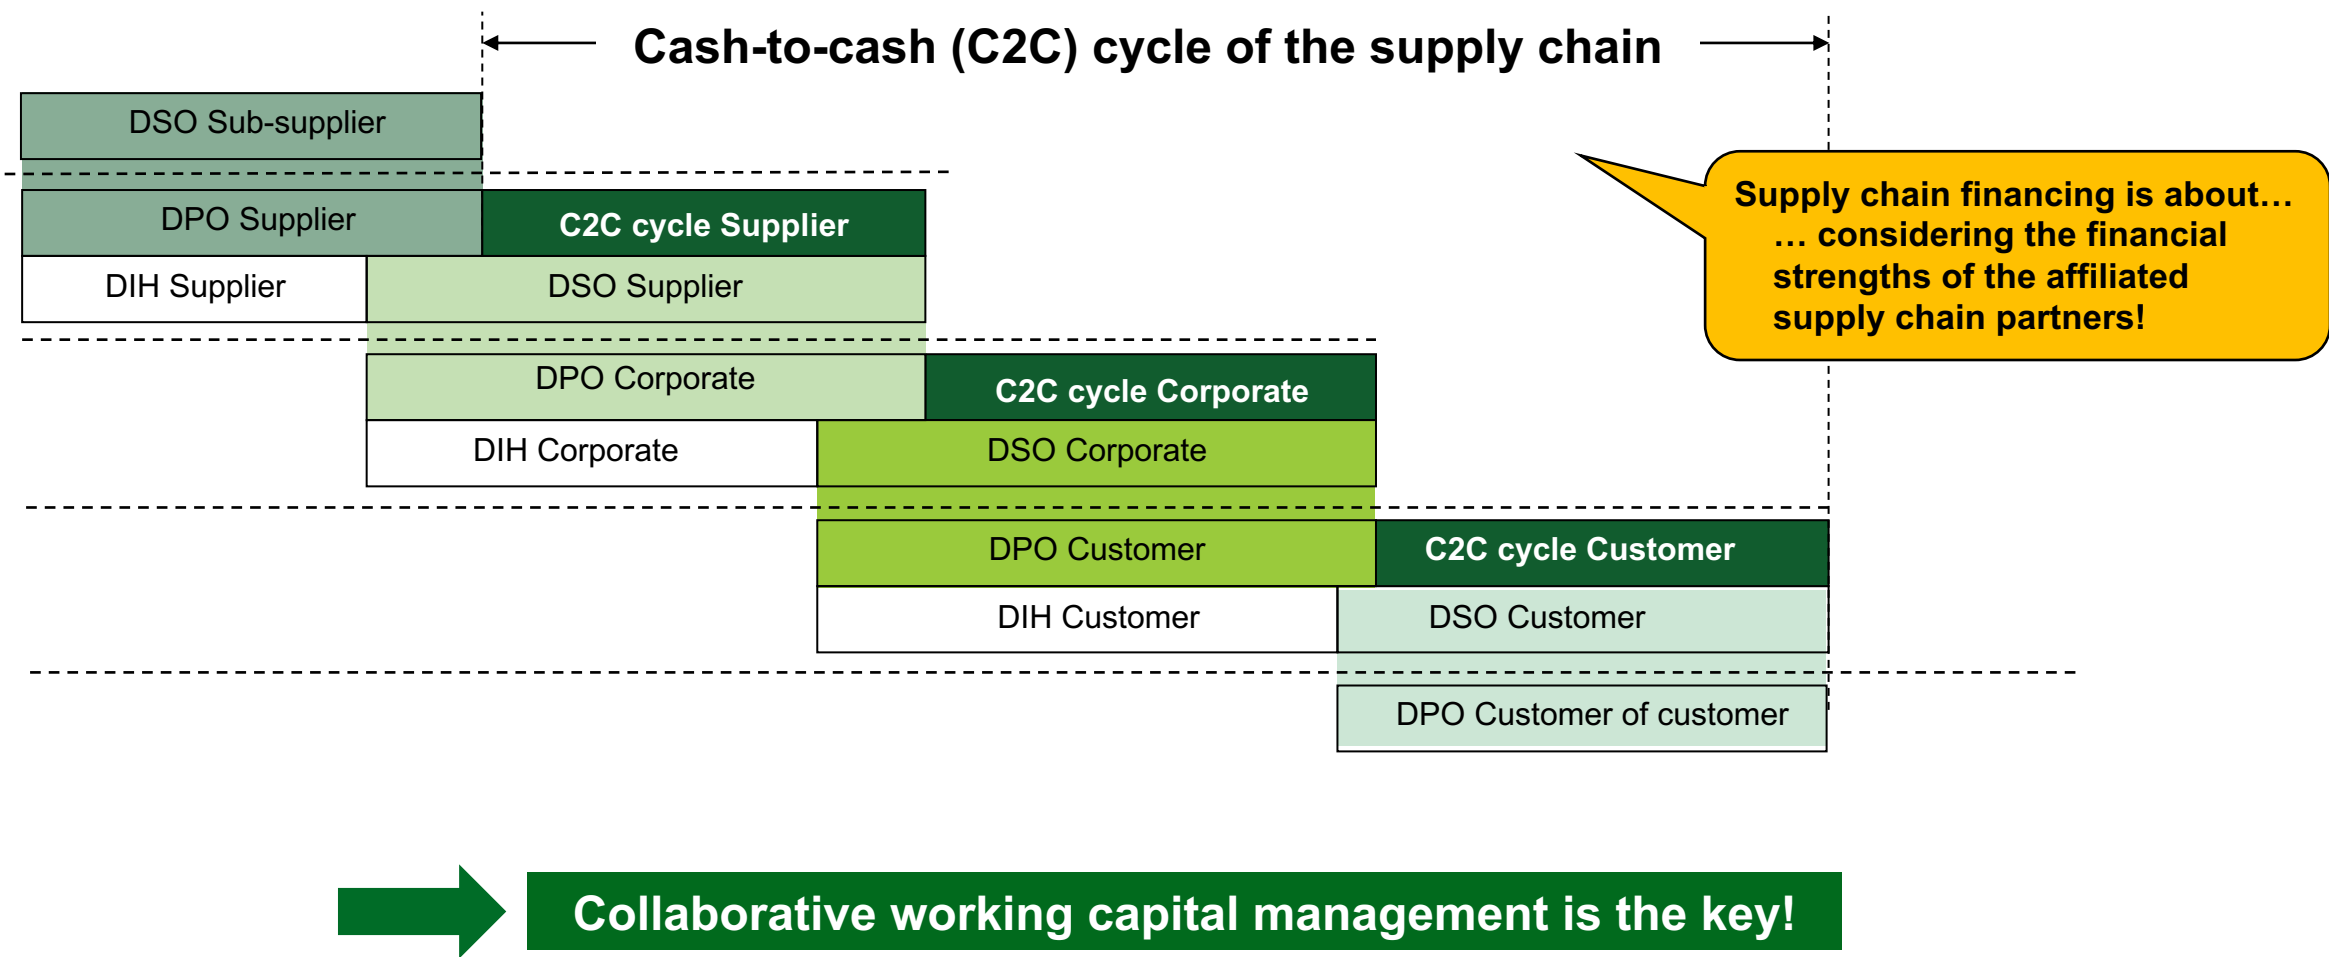 Cash-to-cash (C2C) cycle of the supply chain
DSO Sub-supplier
DPO Supplier
C2C cycle Supplier
DIH Supplier
DSO Supplier
Supply chain financing is about…
… considering the financial
strengths of the affiliated
supply chain partners!
DPO Corporate
C2C cycle Corporate
DIH Corporate
DSO Corporate
DPO Customer
C2C cycle Customer
DIH Customer
DSO Customer
DPO Customer of customer
Collaborative working capital management is the key!